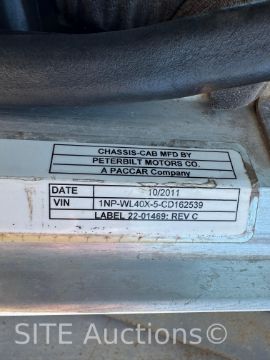 CHASSIS-CAB MFD BY
PETERBILT MOTORS CO.
A PACCAR Company
DATE 10/2011
VIN 1NP-WL40X-5-CD162539
LABEL 22-01469: REV C
SITE Auctions